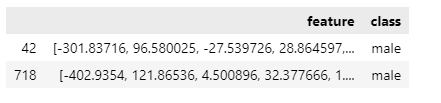 feature class
42 [-301.83716, 96.580025, -27.539726, 28.864597,... male
718 [-402.9354, 121.86536, 4.500896, 32.377666, 1.... male